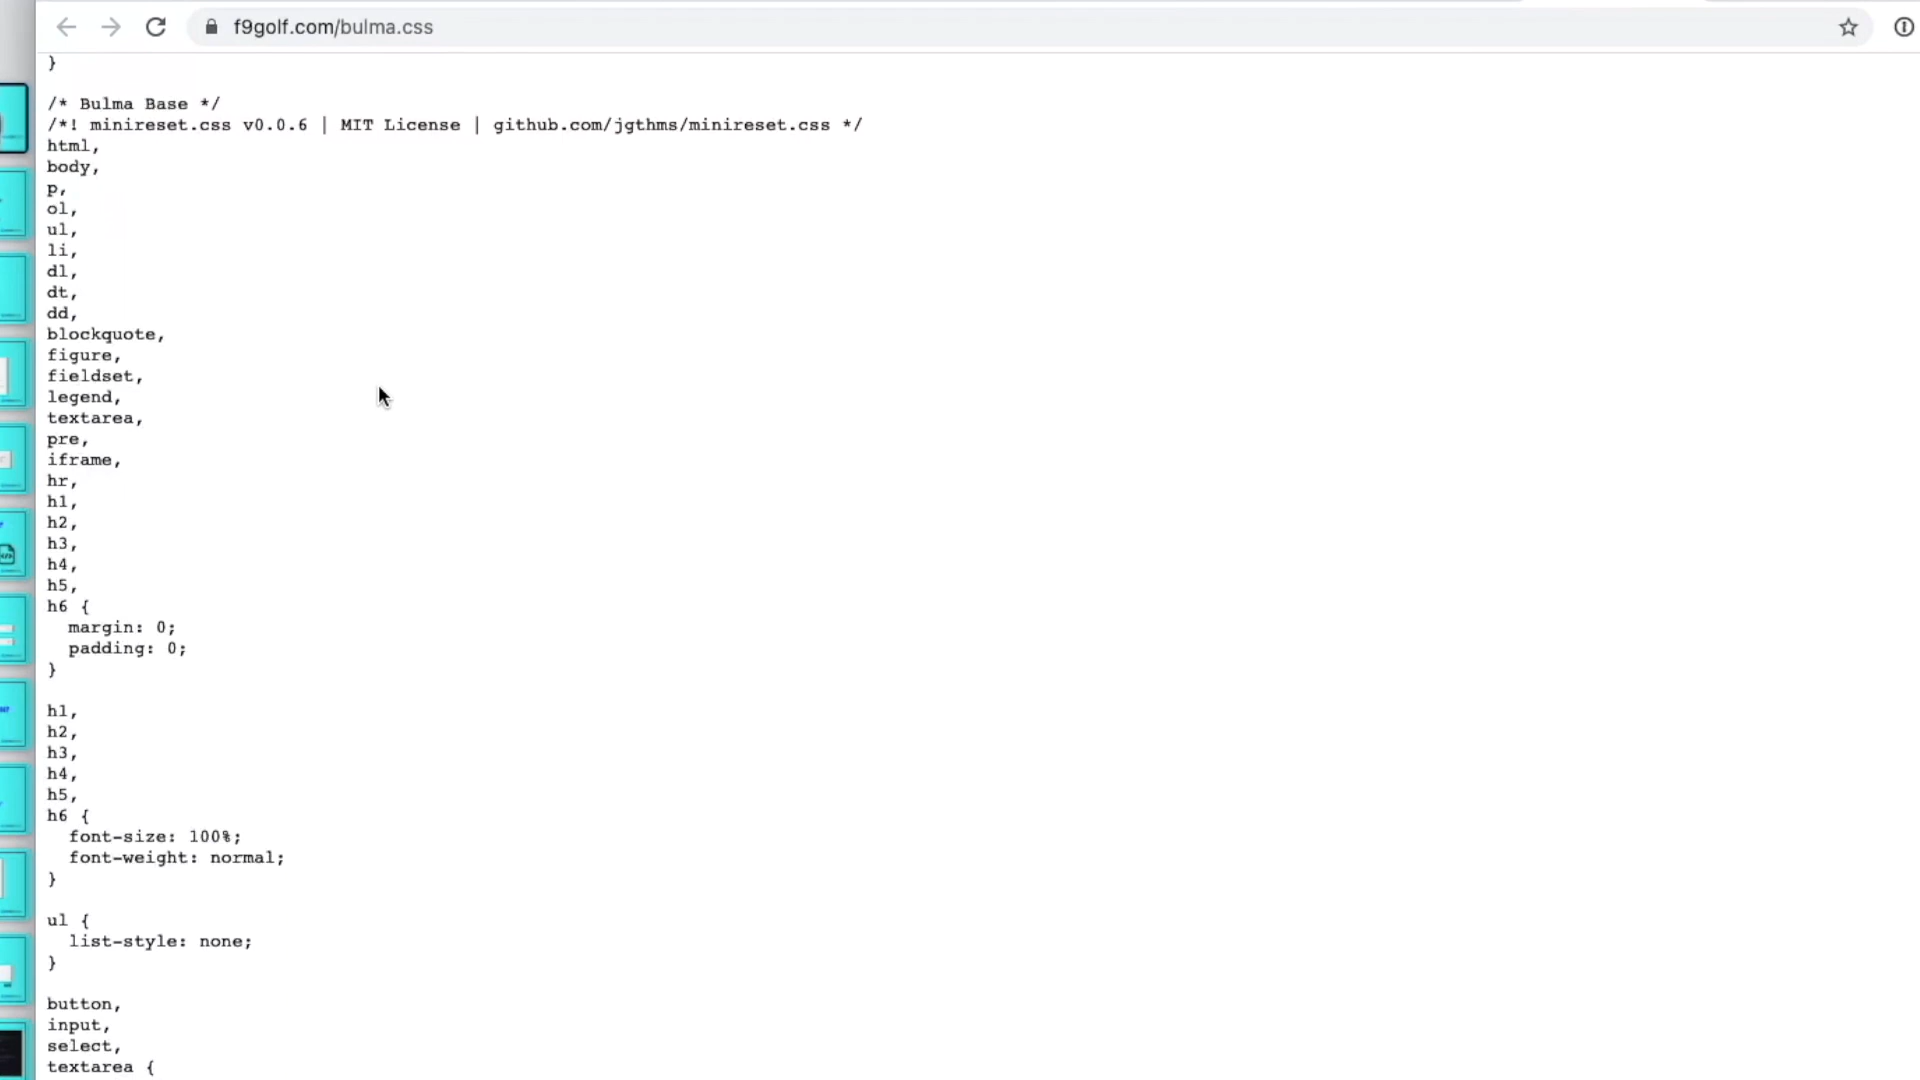 f9golf.com/bulma.css
}
/* Bulma Base */
/*! minireset.css v0.0.6 | MIT License | github.com/jgthms/minireset.css */
html,
body,
p,
ol,
ul,
li,
dl,
dt,
dd,
blockquote,
figure,
fieldset,
legend,
textarea,
pre,
iframe,
hr,
h1,
h2,
h3,
h4,
h5,
h6 {
  margin: 0;
  padding: 0;
}
h1,
h2,
h3,
h4,
h5,
h6 {
  font-size: 100%;
  font-weight: normal;
}
ul {
  list-style: none;
}
button,
input,
select,
textarea {